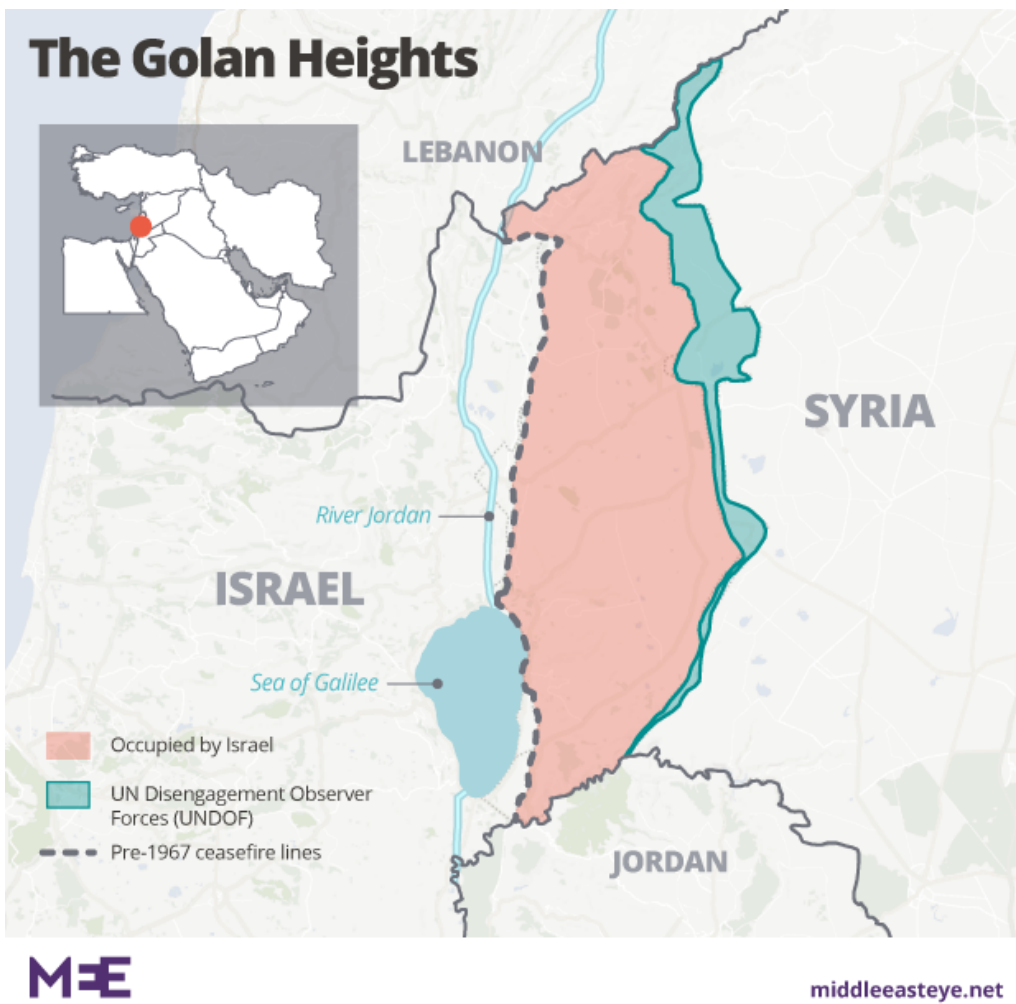 The Golan Heights
LEBANON
SYRIA
River Jordan
ISRAEL
Sea of Galilee
Occupied by Israel
UN Disengagement Observer
Forces (UNDOF)
Pre-1967 ceasefire lines
JORDAN
MEE
middleeasteye.net